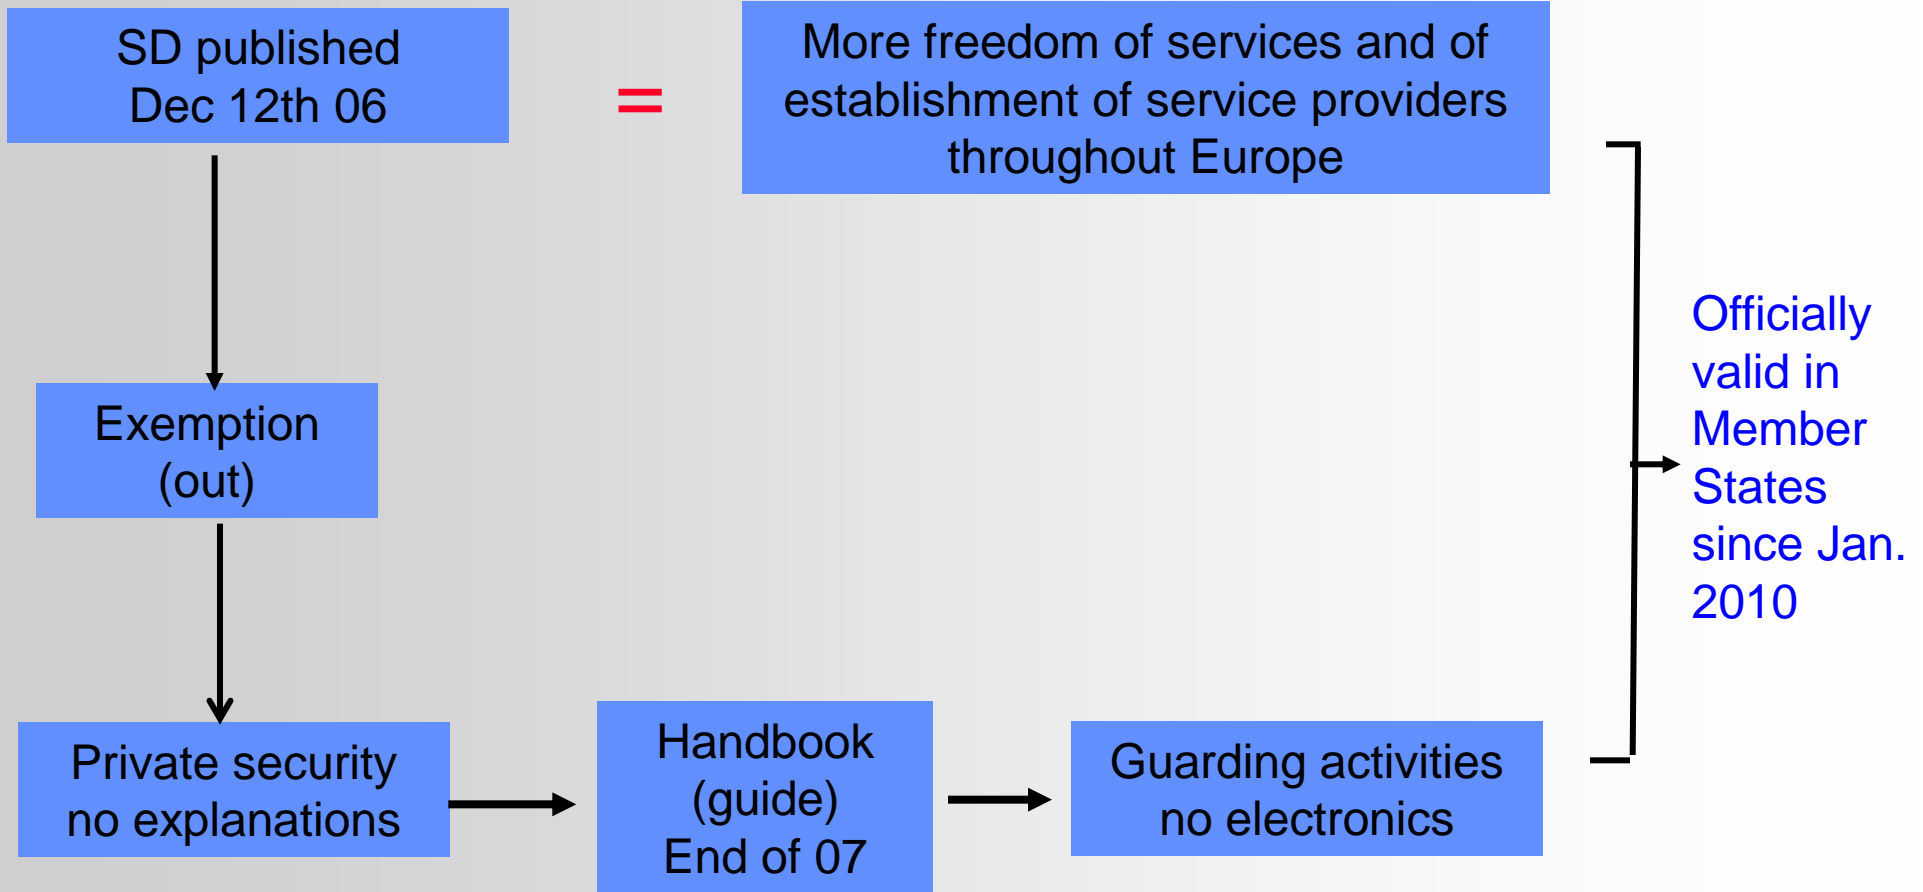 SD published
Dec 12th 06
=
More freedom of services and of
establishment of service providers
throughout Europe
Officially
valid in
Member
States
since Jan.
2010
Exemption
(out)
Private security
no explanations
Handbook
(guide)
End of 07
Guarding activities
no electronics